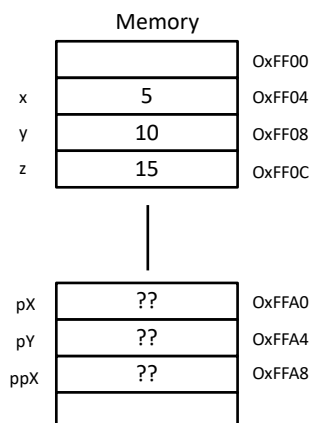 Memory
OxFF00
x 5 OxFF04
y 10 OxFF08
z 15 OxFF0C
pX ?? OxFFA0
pY ?? OxFFA4
ppX ?? OxFFA8